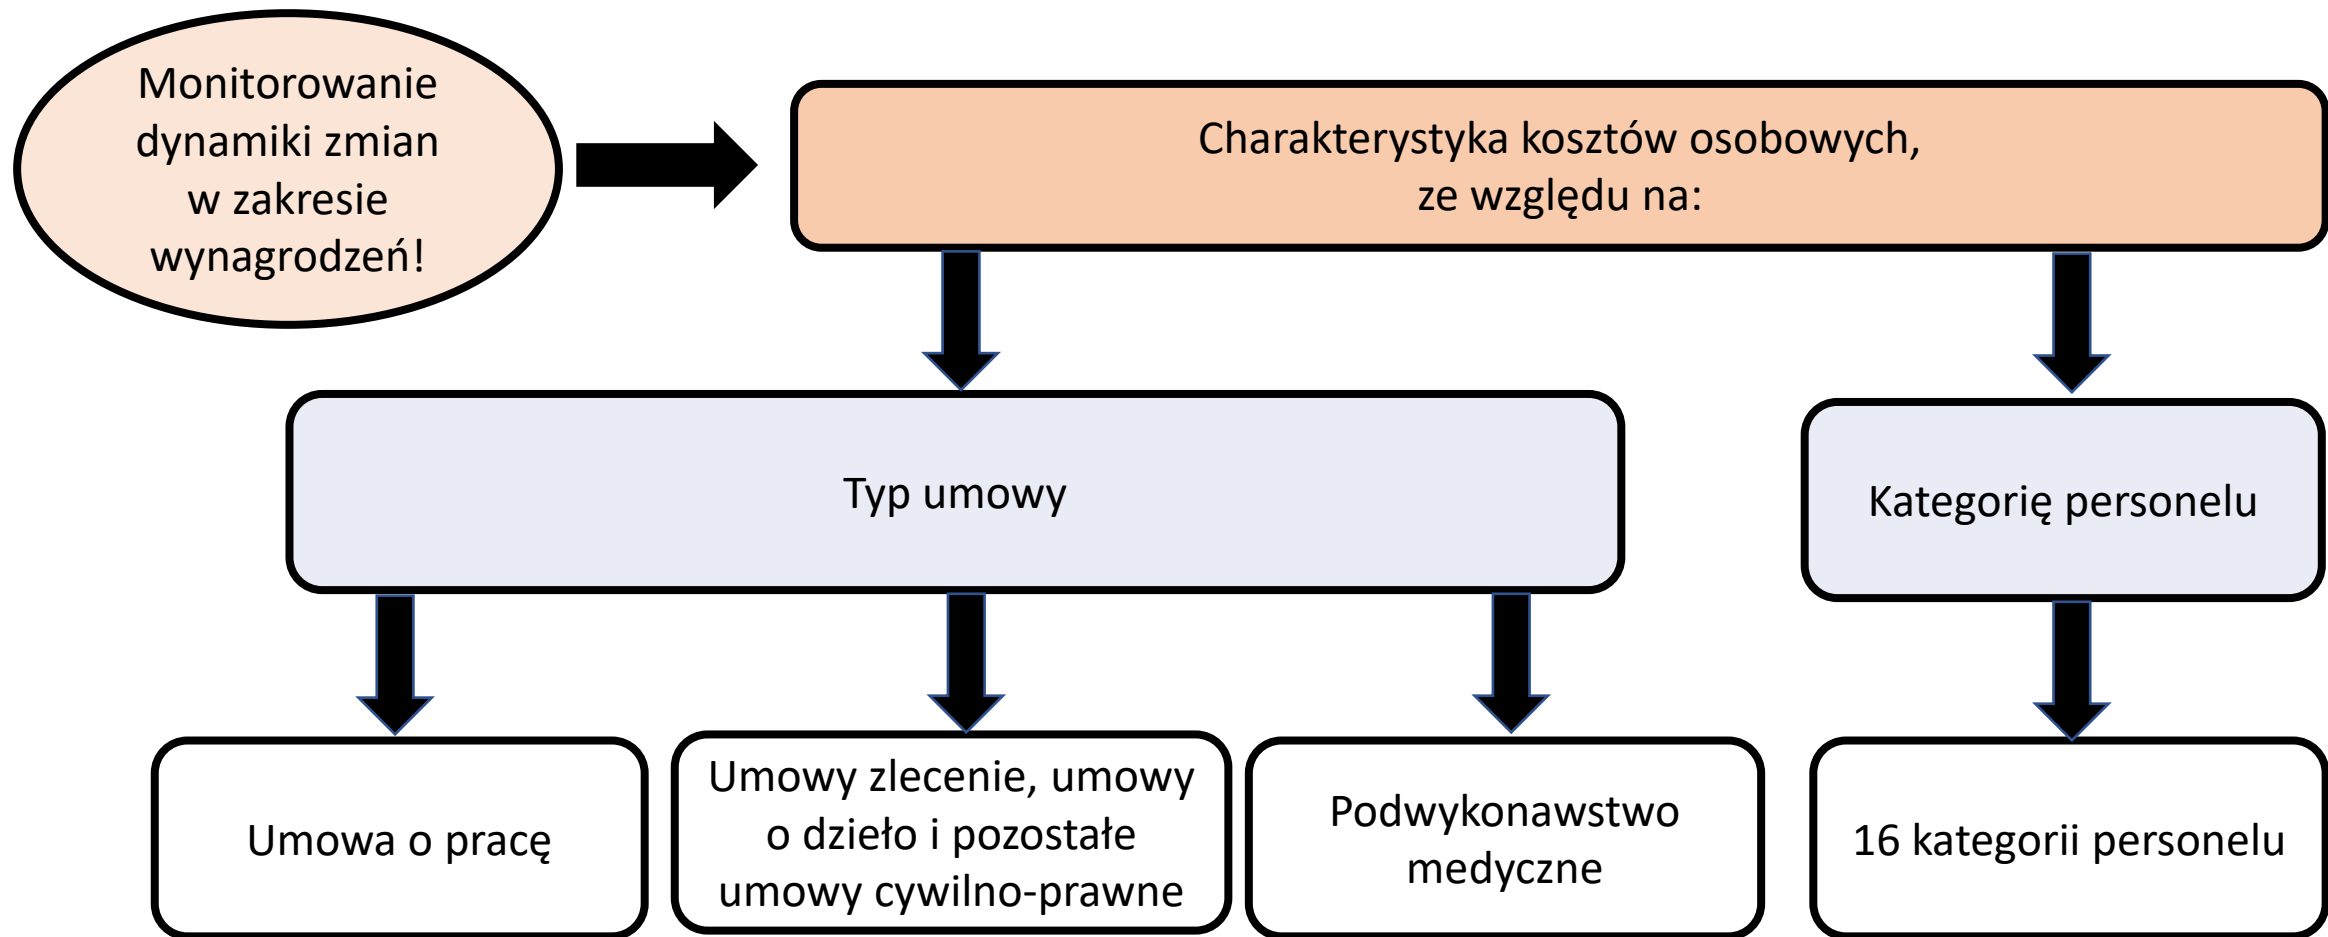 Monitorowanie
dynamiki zmian
w zakresie
wynagrodzeń!
Charakterystyka kosztów osobowych,
ze względu na:
Typ umowy
Kategorię personelu
Umowa o pracę
Umowy zlecenie, umowy
o dzieło i pozostałe
umowy cywilno-prawne
Podwykonawstwo
medyczne
16 kategorii personelu